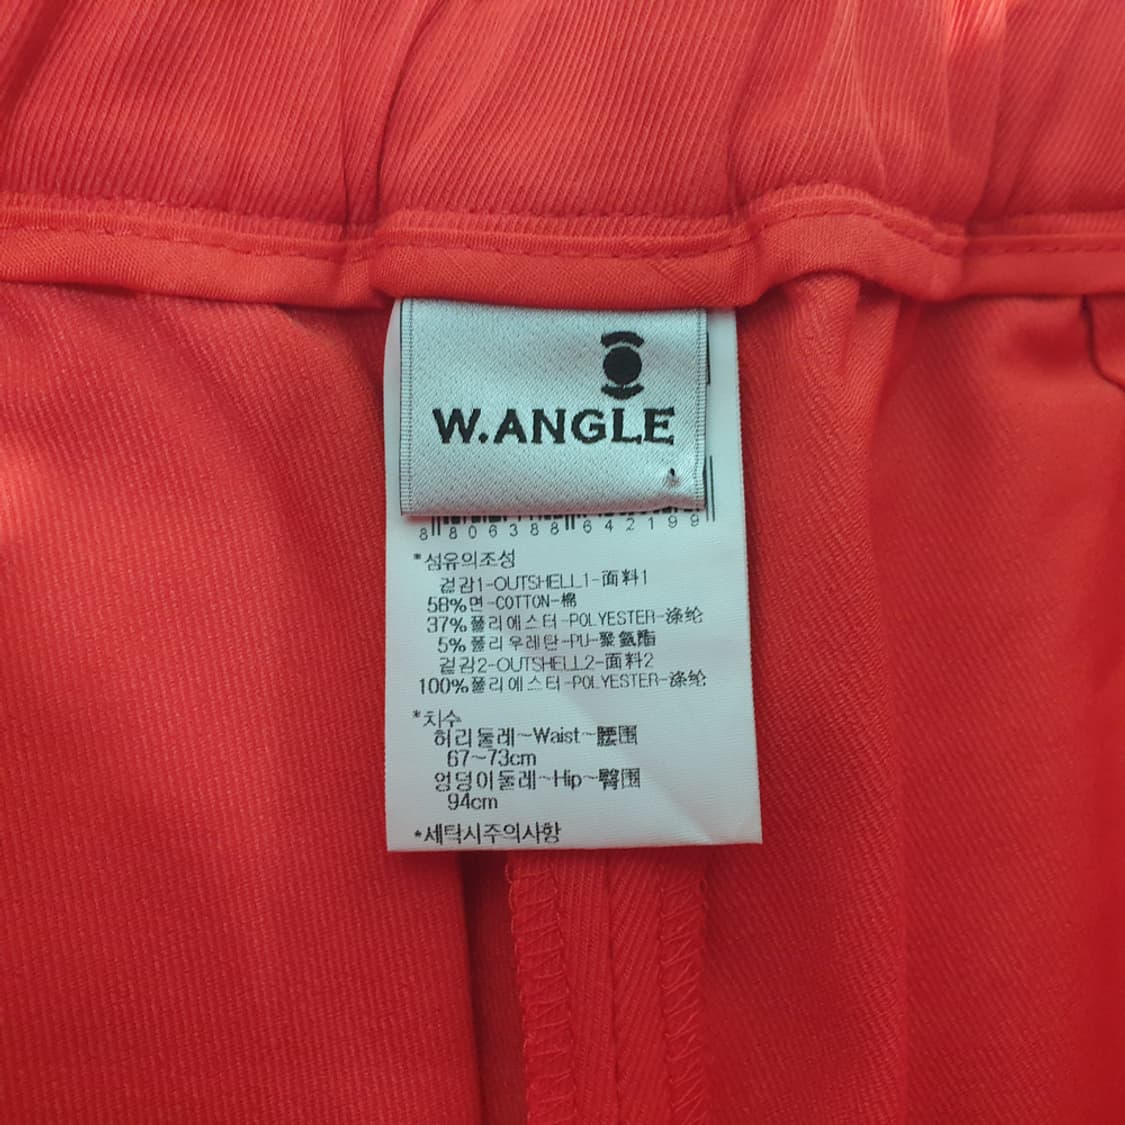 W.ANGLE
8 806388 642199
*섬유의조성
겉감1-OUTSHELL1-面料1
58%면-COTTON-棉
37%폴리에스터-POLYESTER-涤纶
5%폴리우레탄-PU-聚氨酯
겉감2-OUTSHELL2-面料2
100%폴리에스터-POLYESTER-涤纶
*치수
허리둘레~Waist~腰围
67~73cm
엉덩이둘레~Hip~臀围
94cm
*세탁시주의사항